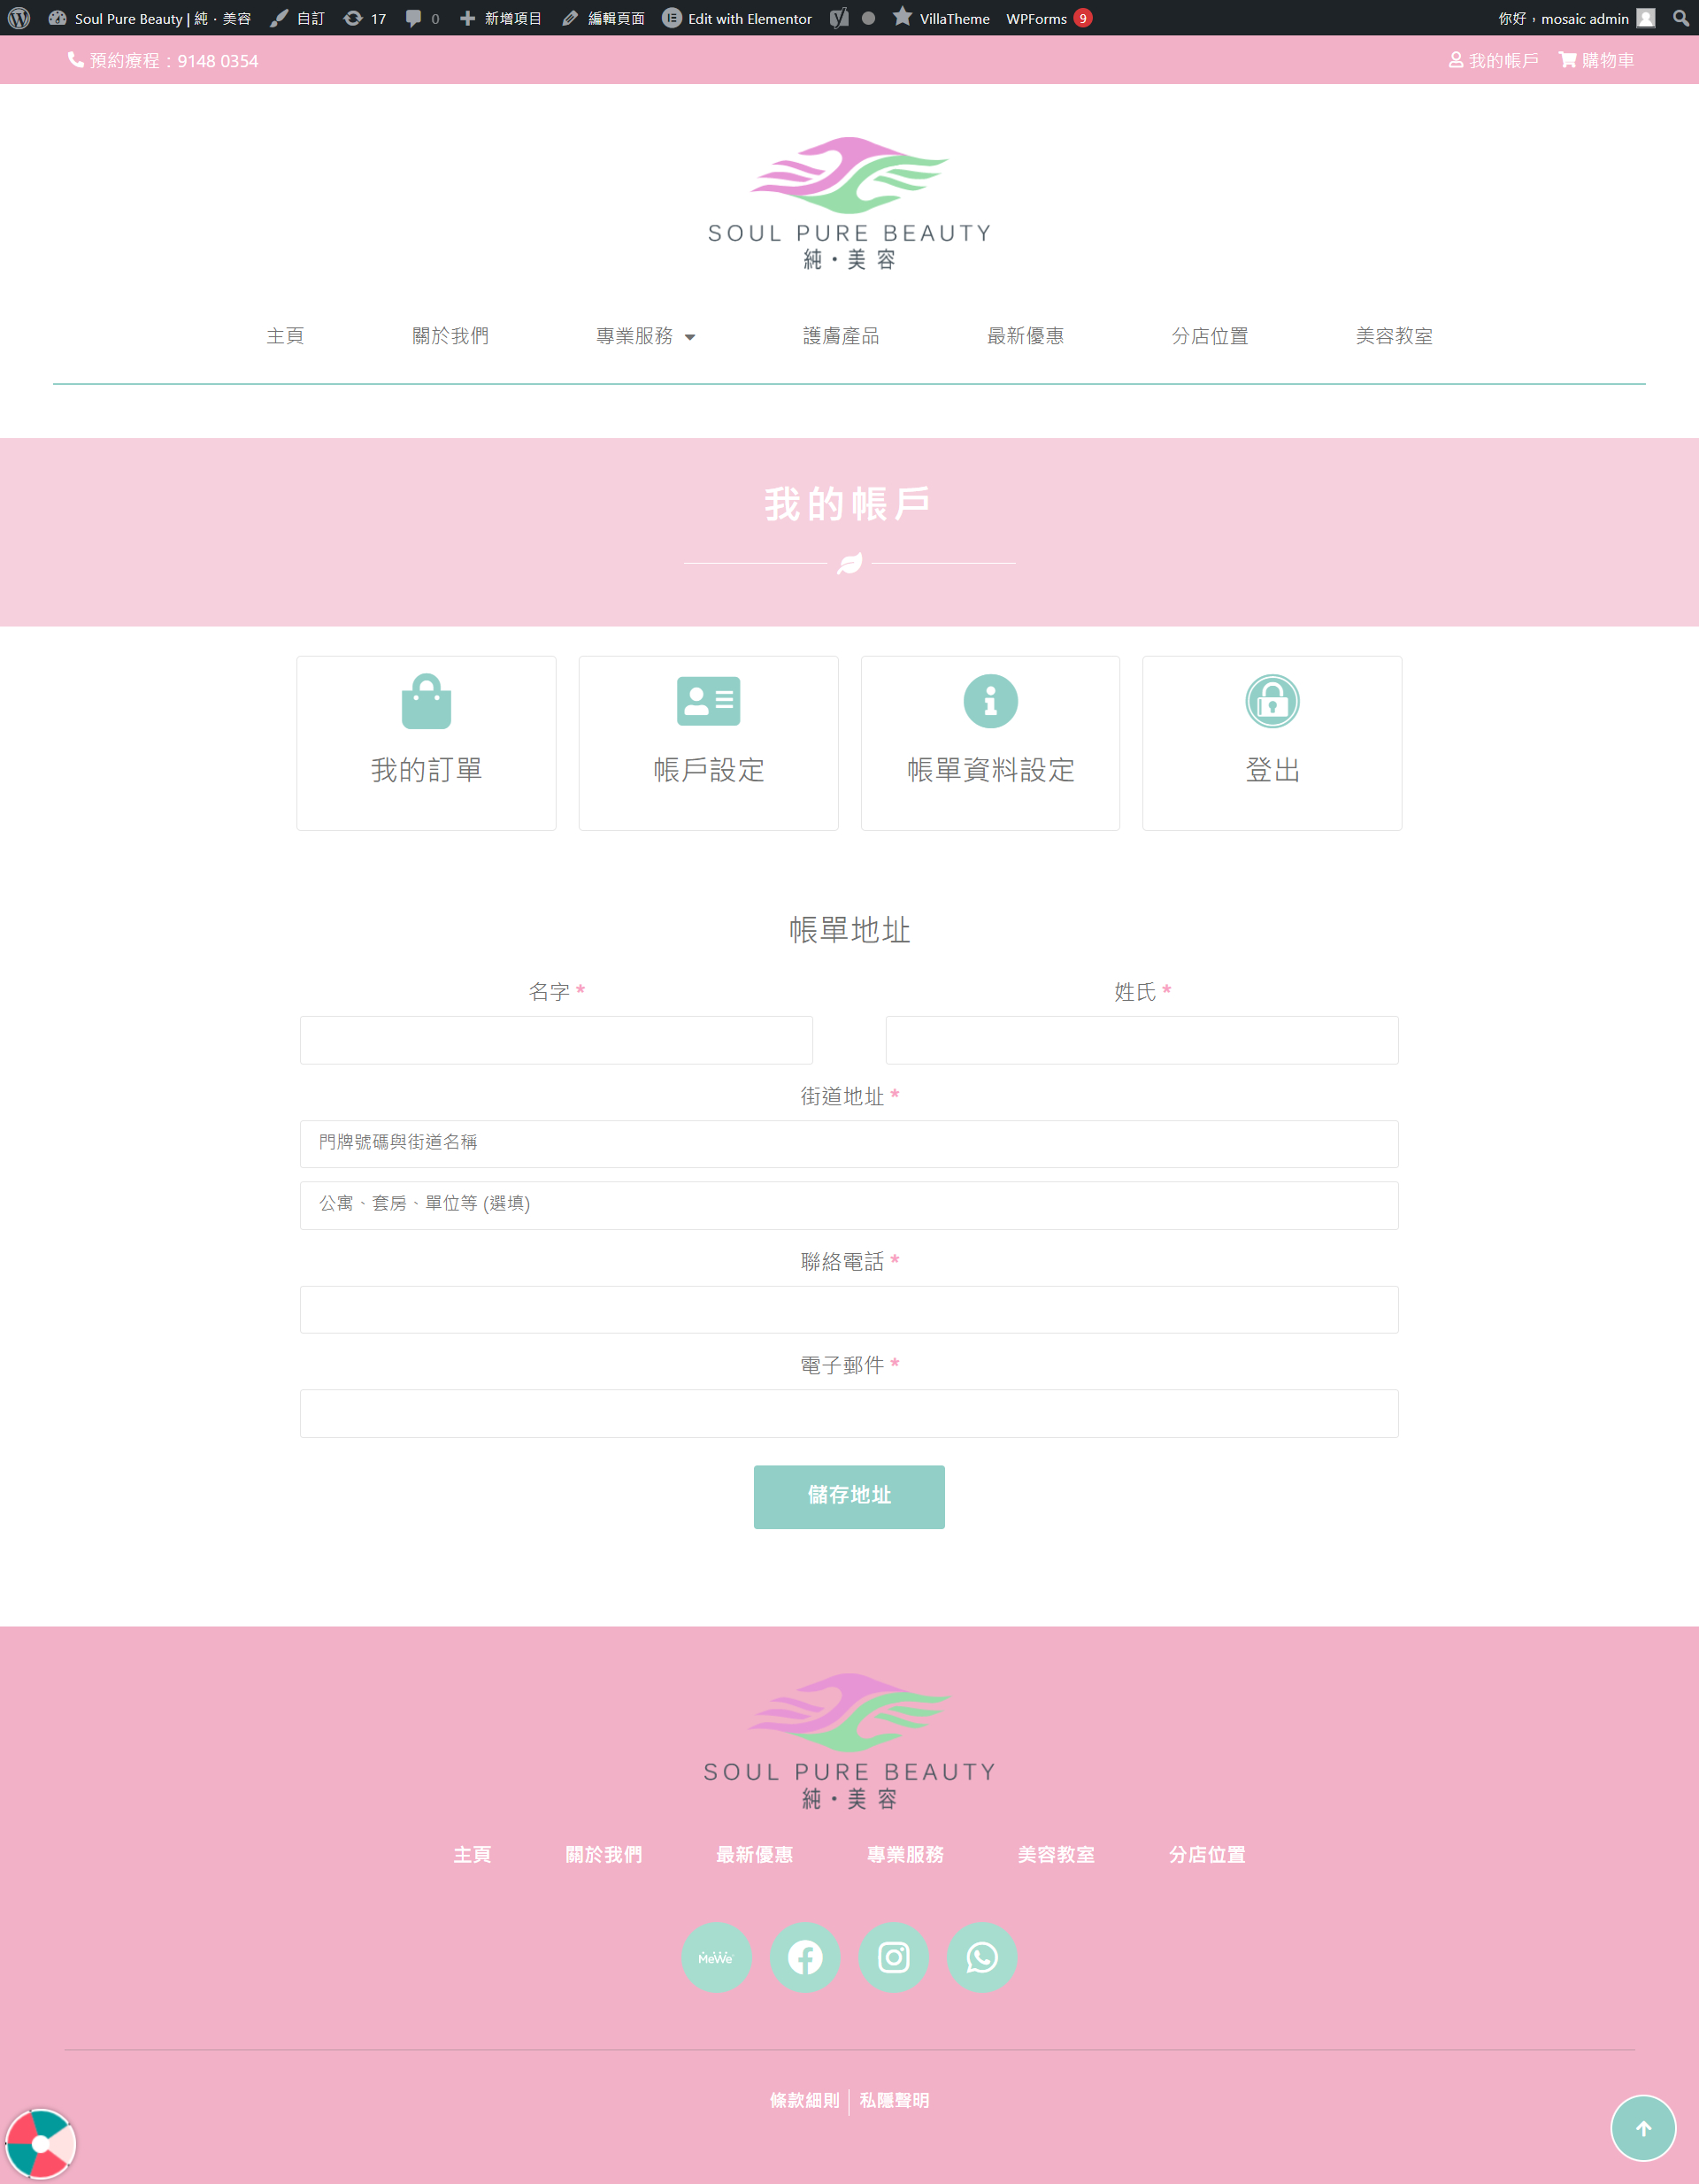 Soul Pure Beauty | 純・美容 自訂 17 0 新增項目 編輯頁面 Edit with Elementor VillaTheme WPForms 9 你好，mosaic admin
預約療程：9148 0354 我的帳戶 購物車
SOUL PURE BEAUTY
純・美容
主頁 關於我們 專業服務 護膚產品 最新優惠 分店位置 美容教室
我的帳戶
我的訂單 帳戶設定 帳單資料設定 登出
帳單地址
名字 * 姓氏 *
街道地址 *
門牌號碼與街道名稱
公寓、套房、單位等 (選填)
聯絡電話 *
電子郵件 *
儲存地址
SOUL PURE BEAUTY
純・美容
主頁 關於我們 最新優惠 專業服務 美容教室 分店位置
MeWe
條款細則 私隱聲明